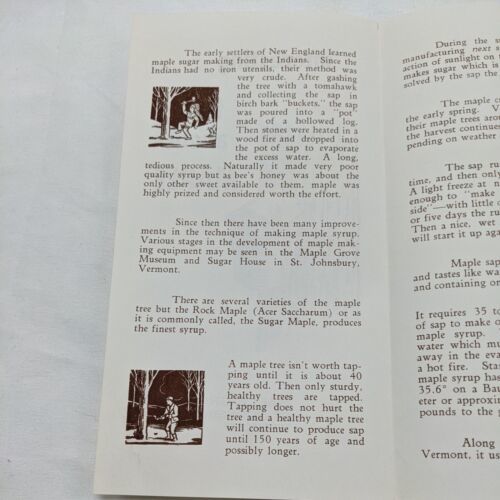 The early settlers of New England learned
maple sugar making from the Indians. Since the
Indians had no iron utensils, their method was
very crude. After gashing
the tree with a tomahawk
and collecting the sap in
birch bark "buckets," the sap
was poured into a "pot"
made of a hollowed log.
Then stones were heated in a
wood fire and dropped into
the pot of sap to evaporate
the excess water. A long,
tedious process. Naturally it made very poor
quality syrup but as bee's honey was about the
only other sweet available to them, maple was
highly prized and considered worth the effort.
Since then there have been many improve-
ments in the technique of making maple syrup.
Various stages in the development of maple mak-
ing equipment may be seen in the Maple Grove
Museum and Sugar House in St. Johnsbury,
Vermont.
There are several varieties of the maple
tree but the Rock Maple (Acer Saccharum) or as
it is commonly called, the Sugar Maple, produces
the finest syrup.
A maple tree isn't worth tap-
ping until it is about 40
years old. Then only sturdy,
healthy trees are tapped.
Tapping does not hurt the
tree and a healthy maple tree
will continue to produce sap
until 150 years of age and
possibly longer.
During the
manufacturing next
action of sunlight on
makes sugar which is
solved by the sap the
The maple
the early spring. V
their maple trees
the harvest continue
pending on weather
The sap
time, and then only
A light freeze at
enough to "make
side"—with little
or five days the
Then a nice, wet
will start it up
Maple sap
and tastes like
and containing
It requires 35
of sap to make
maple syrup.
water which
away in the
a hot fire.
maple syrup has
35.6° on a Bau
eter or approxim
pounds to the
Along
Vermont, it